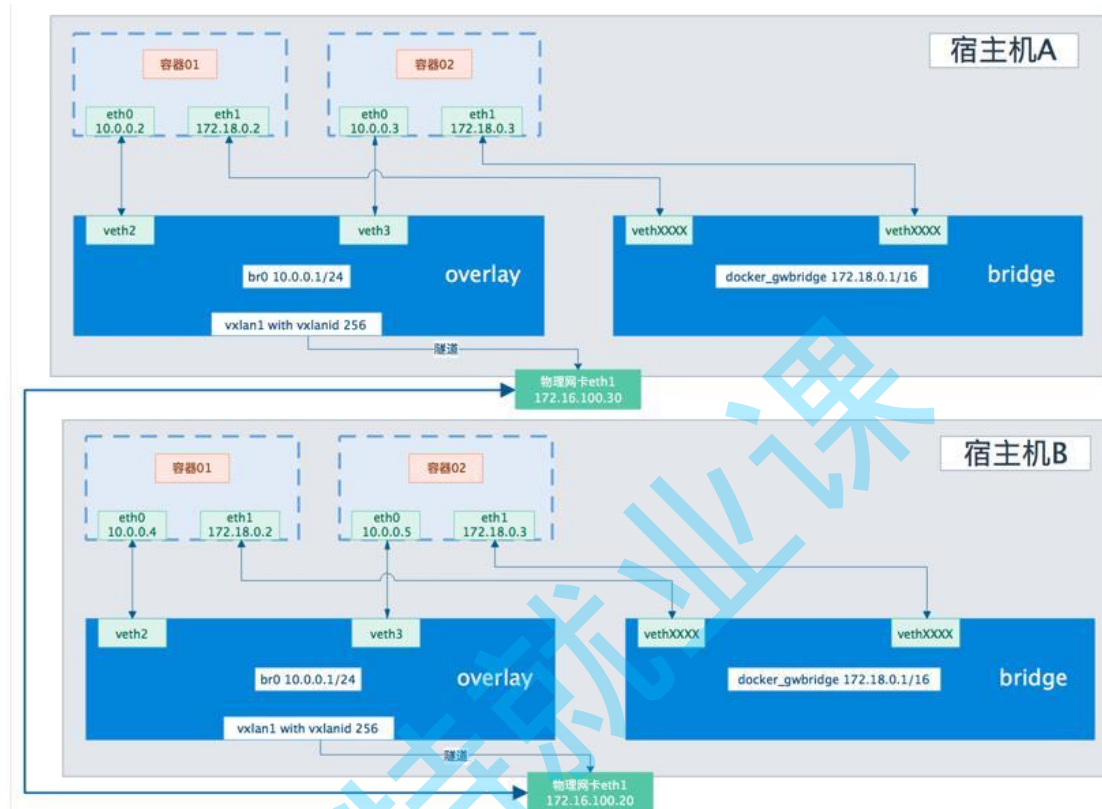 宿主机A
容器01
容器02
eth0
10.0.0.2
eth1
172.18.0.2
eth0
10.0.0.3
eth1
172.18.0.3
veth2
veth3
vethXXXX
vethXXXX
br0 10.0.0.1/24
overlay
docker_gwbridge 172.18.0.1/16
bridge
vxlan1 with vxlanid 256
隧道
物理网卡eth1
172.16.100.30
宿主机B
容器01
容器02
eth0
10.0.0.4
eth1
172.18.0.2
eth0
10.0.0.5
eth1
172.18.0.3
veth2
veth3
vethXXXX
vethXXXX
br0 10.0.0.1/24
overlay
docker_gwbridge 172.18.0.1/16
bridge
vxlan1 with vxlanid 256
隧道
物理网卡eth1
172.16.100.20
特就业课